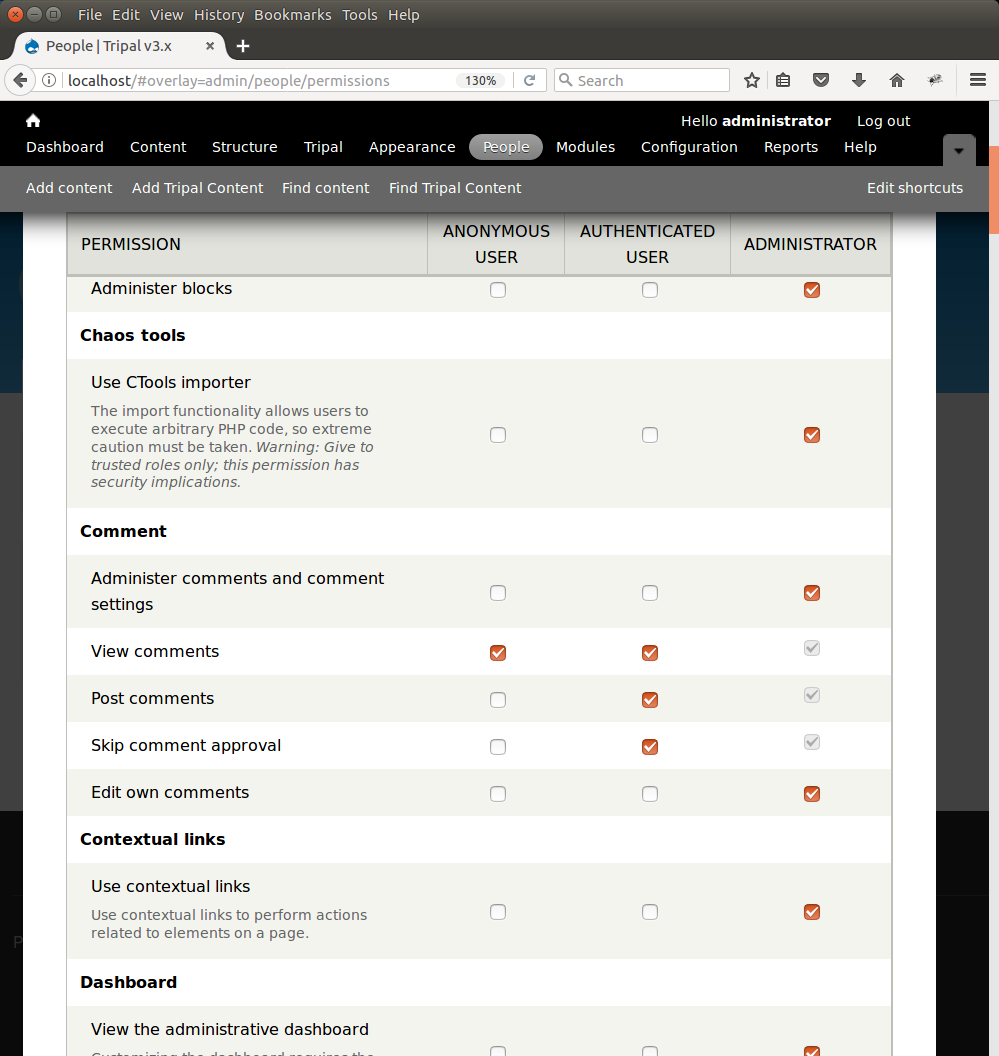 File Edit View History Bookmarks Tools Help
People | Tripal v3.x
localhost/#overlay=admin/people/permissions 130% Search
Hello administrator Log out
Dashboard Content Structure Tripal Appearance People Modules Configuration Reports Help
Add content Add Tripal Content Find content Find Tripal Content Edit shortcuts
PERMISSION
ANONYMOUS
USER
AUTHENTICATED
USER
ADMINISTRATOR
Administer blocks
Chaos tools
Use CTools importer
The import functionality allows users to
execute arbitrary PHP code, so extreme
caution must be taken. Warning: Give to
trusted roles only; this permission has
security implications.
Comment
Administer comments and comment
settings
View comments
Post comments
Skip comment approval
Edit own comments
Contextual links
Use contextual links
Use contextual links to perform actions
related to elements on a page.
Dashboard
View the administrative dashboard
Customizing the dashboard requires the